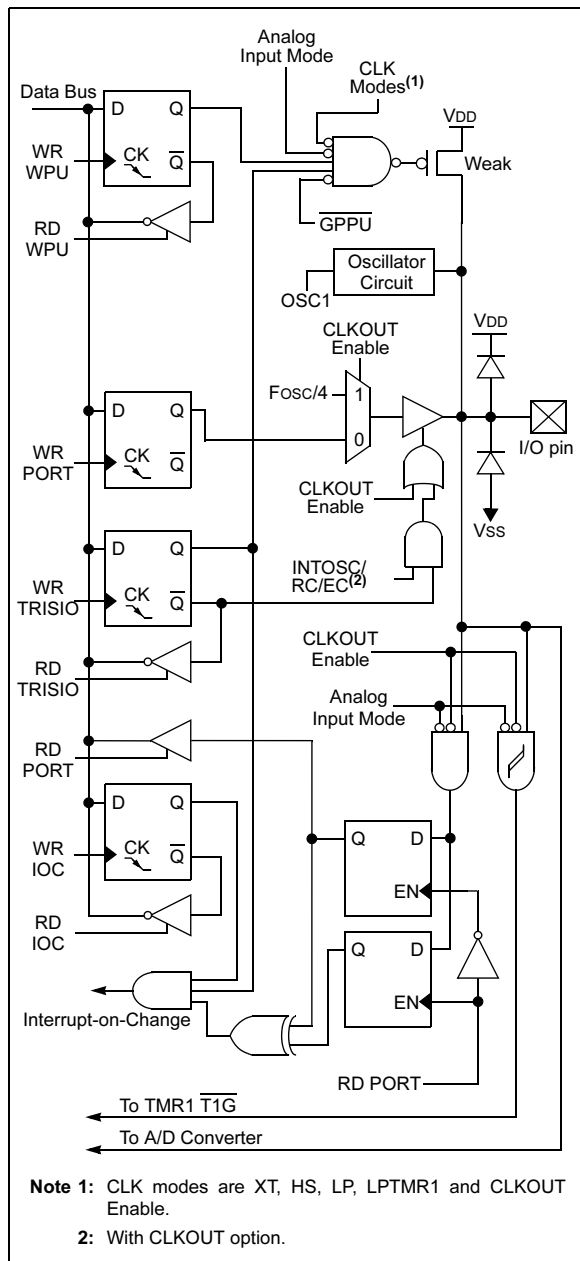 Analog
Input Mode
CLK
Modes(1)
Data Bus
D Q
VDD
WR
WPU
CK Q̅
Weak
RD
WPU
G̅P̅P̅U̅
Oscillator
Circuit
OSC1
CLKOUT
Enable
VDD
FOSC/4
1
D Q
0
I/O pin
WR
PORT
CK Q̅
CLKOUT
Enable
VSS
D Q
INTOSC/
RC/EC(2)
WR
TRISIO
CK Q̅
CLKOUT
Enable
RD
TRISIO
Analog
Input Mode
RD
PORT
D Q
Q D
WR
IOC
CK Q̅
EN
RD
IOC
Q D
Interrupt-on-Change
EN
RD PORT
To TMR1 T̅1̅G̅
To A/D Converter
Note 1: CLK modes are XT, HS, LP, LPTMR1 and CLKOUT
Enable.
2: With CLKOUT option.